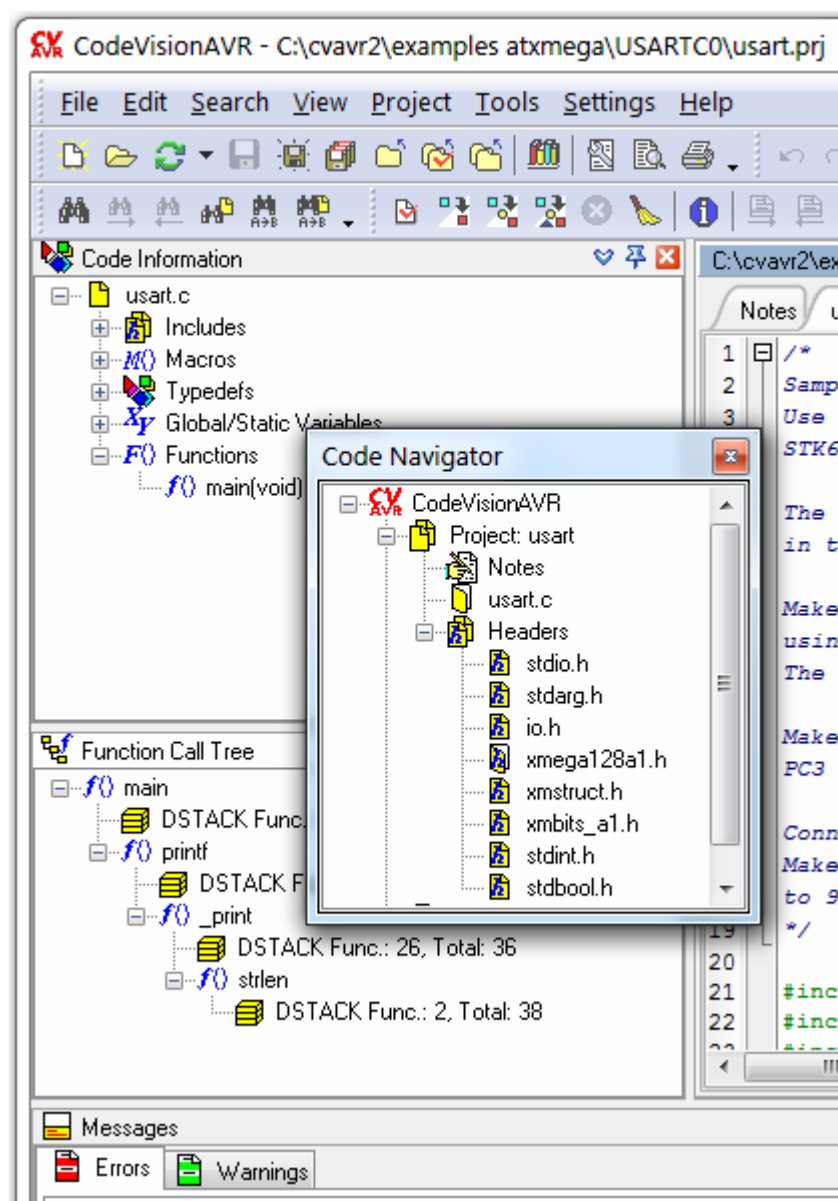 CodeVisionAVR - C:\cvavr2\examples atxmega\USARTC0\usart.prj
File Edit Search View Project Tools Settings Help
Code Information
usart.c
Includes
M() Macros
Typedefs
Global/Static Variables
F() Functions
f() main(void)
Code Navigator
CodeVisionAVR
Project: usart
Notes
usart.c
Headers
stdio.h
stdarg.h
io.h
xmega128a1.h
xmstruct.h
xmbits_a1.h
stdint.h
stdbool.h
Function Call Tree
f() main
DSTACK Func.
f() printf
DSTACK F
f() _print
DSTACK Func.: 26, Total: 36
f() strlen
DSTACK Func.: 2, Total: 38
C:\cvavr2\ex
Notes u
1 /*
2 Samp
3 Use
STK6
The
in t
Make
usin
The
Make
PC3
Conn
Make
to 9
19 */
20
21 #inc
22 #inc
Messages
Errors Warnings